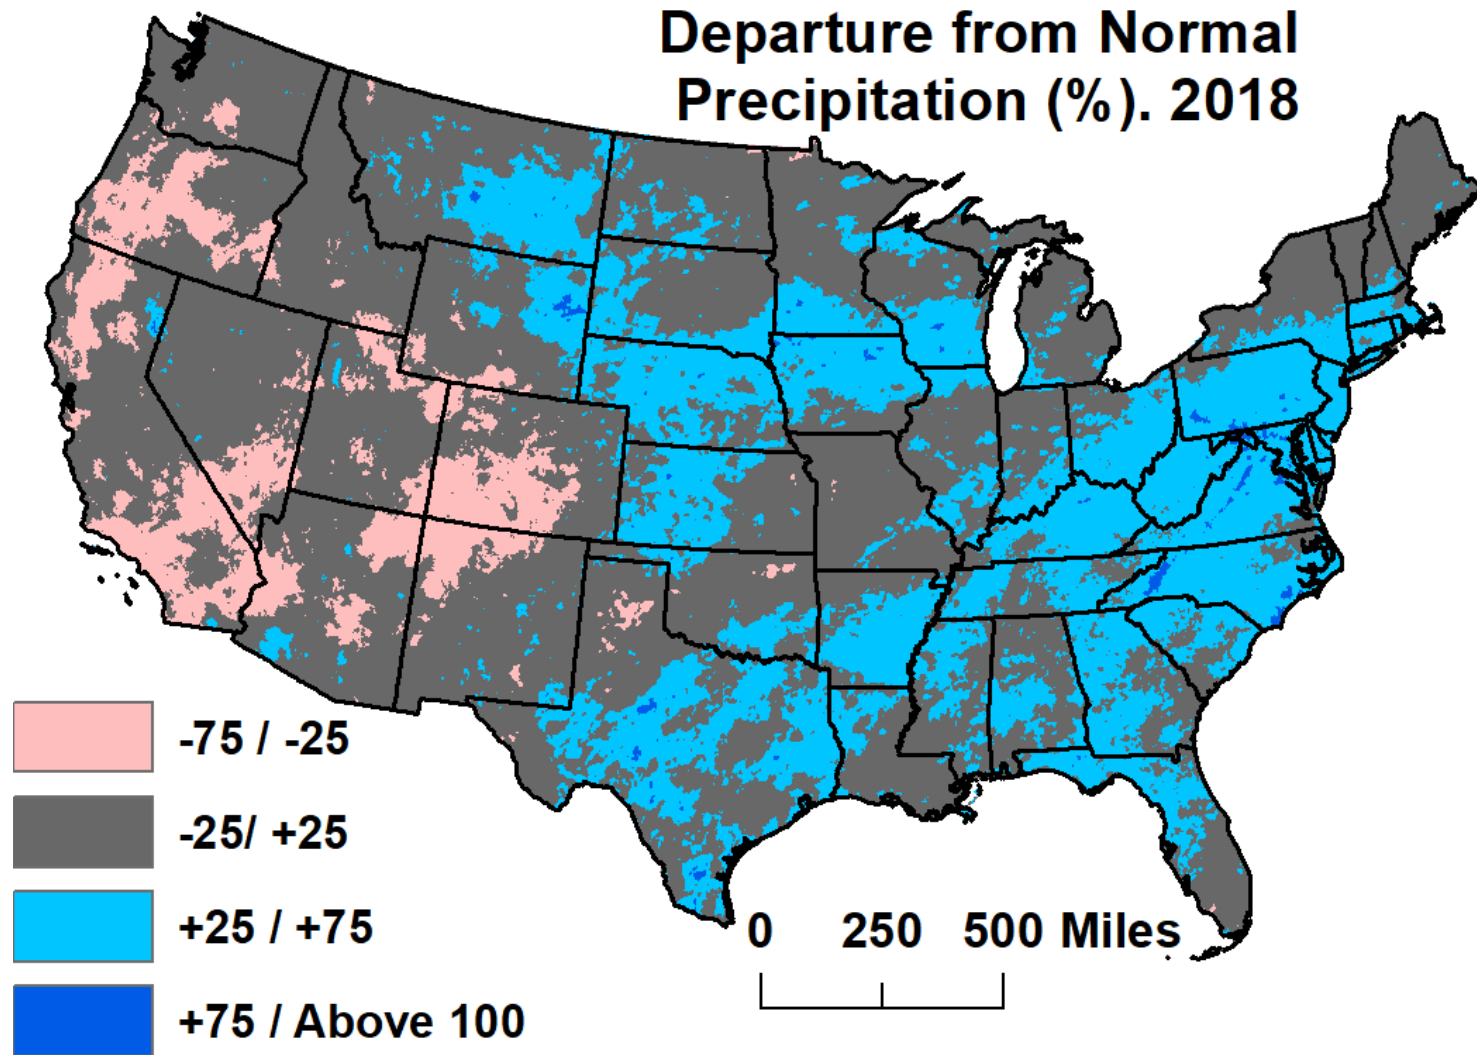 Departure from Normal
Precipitation (%). 2018
-75 / -25
-25/ +25
+25 / +75
+75 / Above 100
0 250 500 Miles